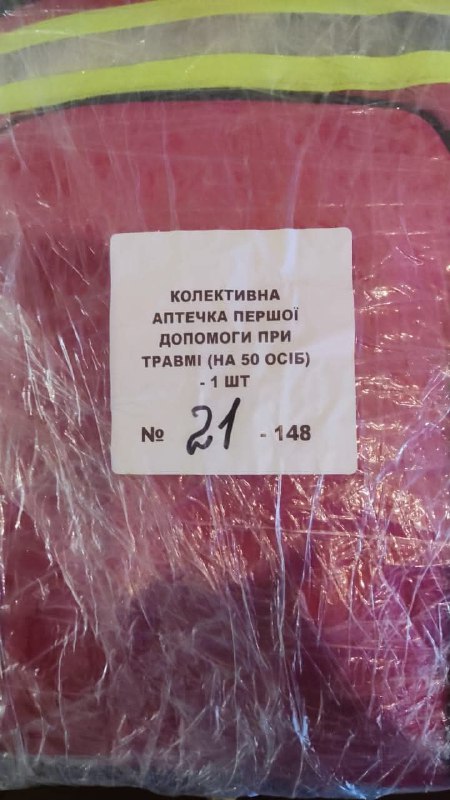 КОЛЕКТИВНА
АПТЕЧКА ПЕРШОЇ
ДОПОМОГИ ПРИ
ТРАВМІ (НА 50 ОСІБ)
- 1 ШТ
№ 21 - 148